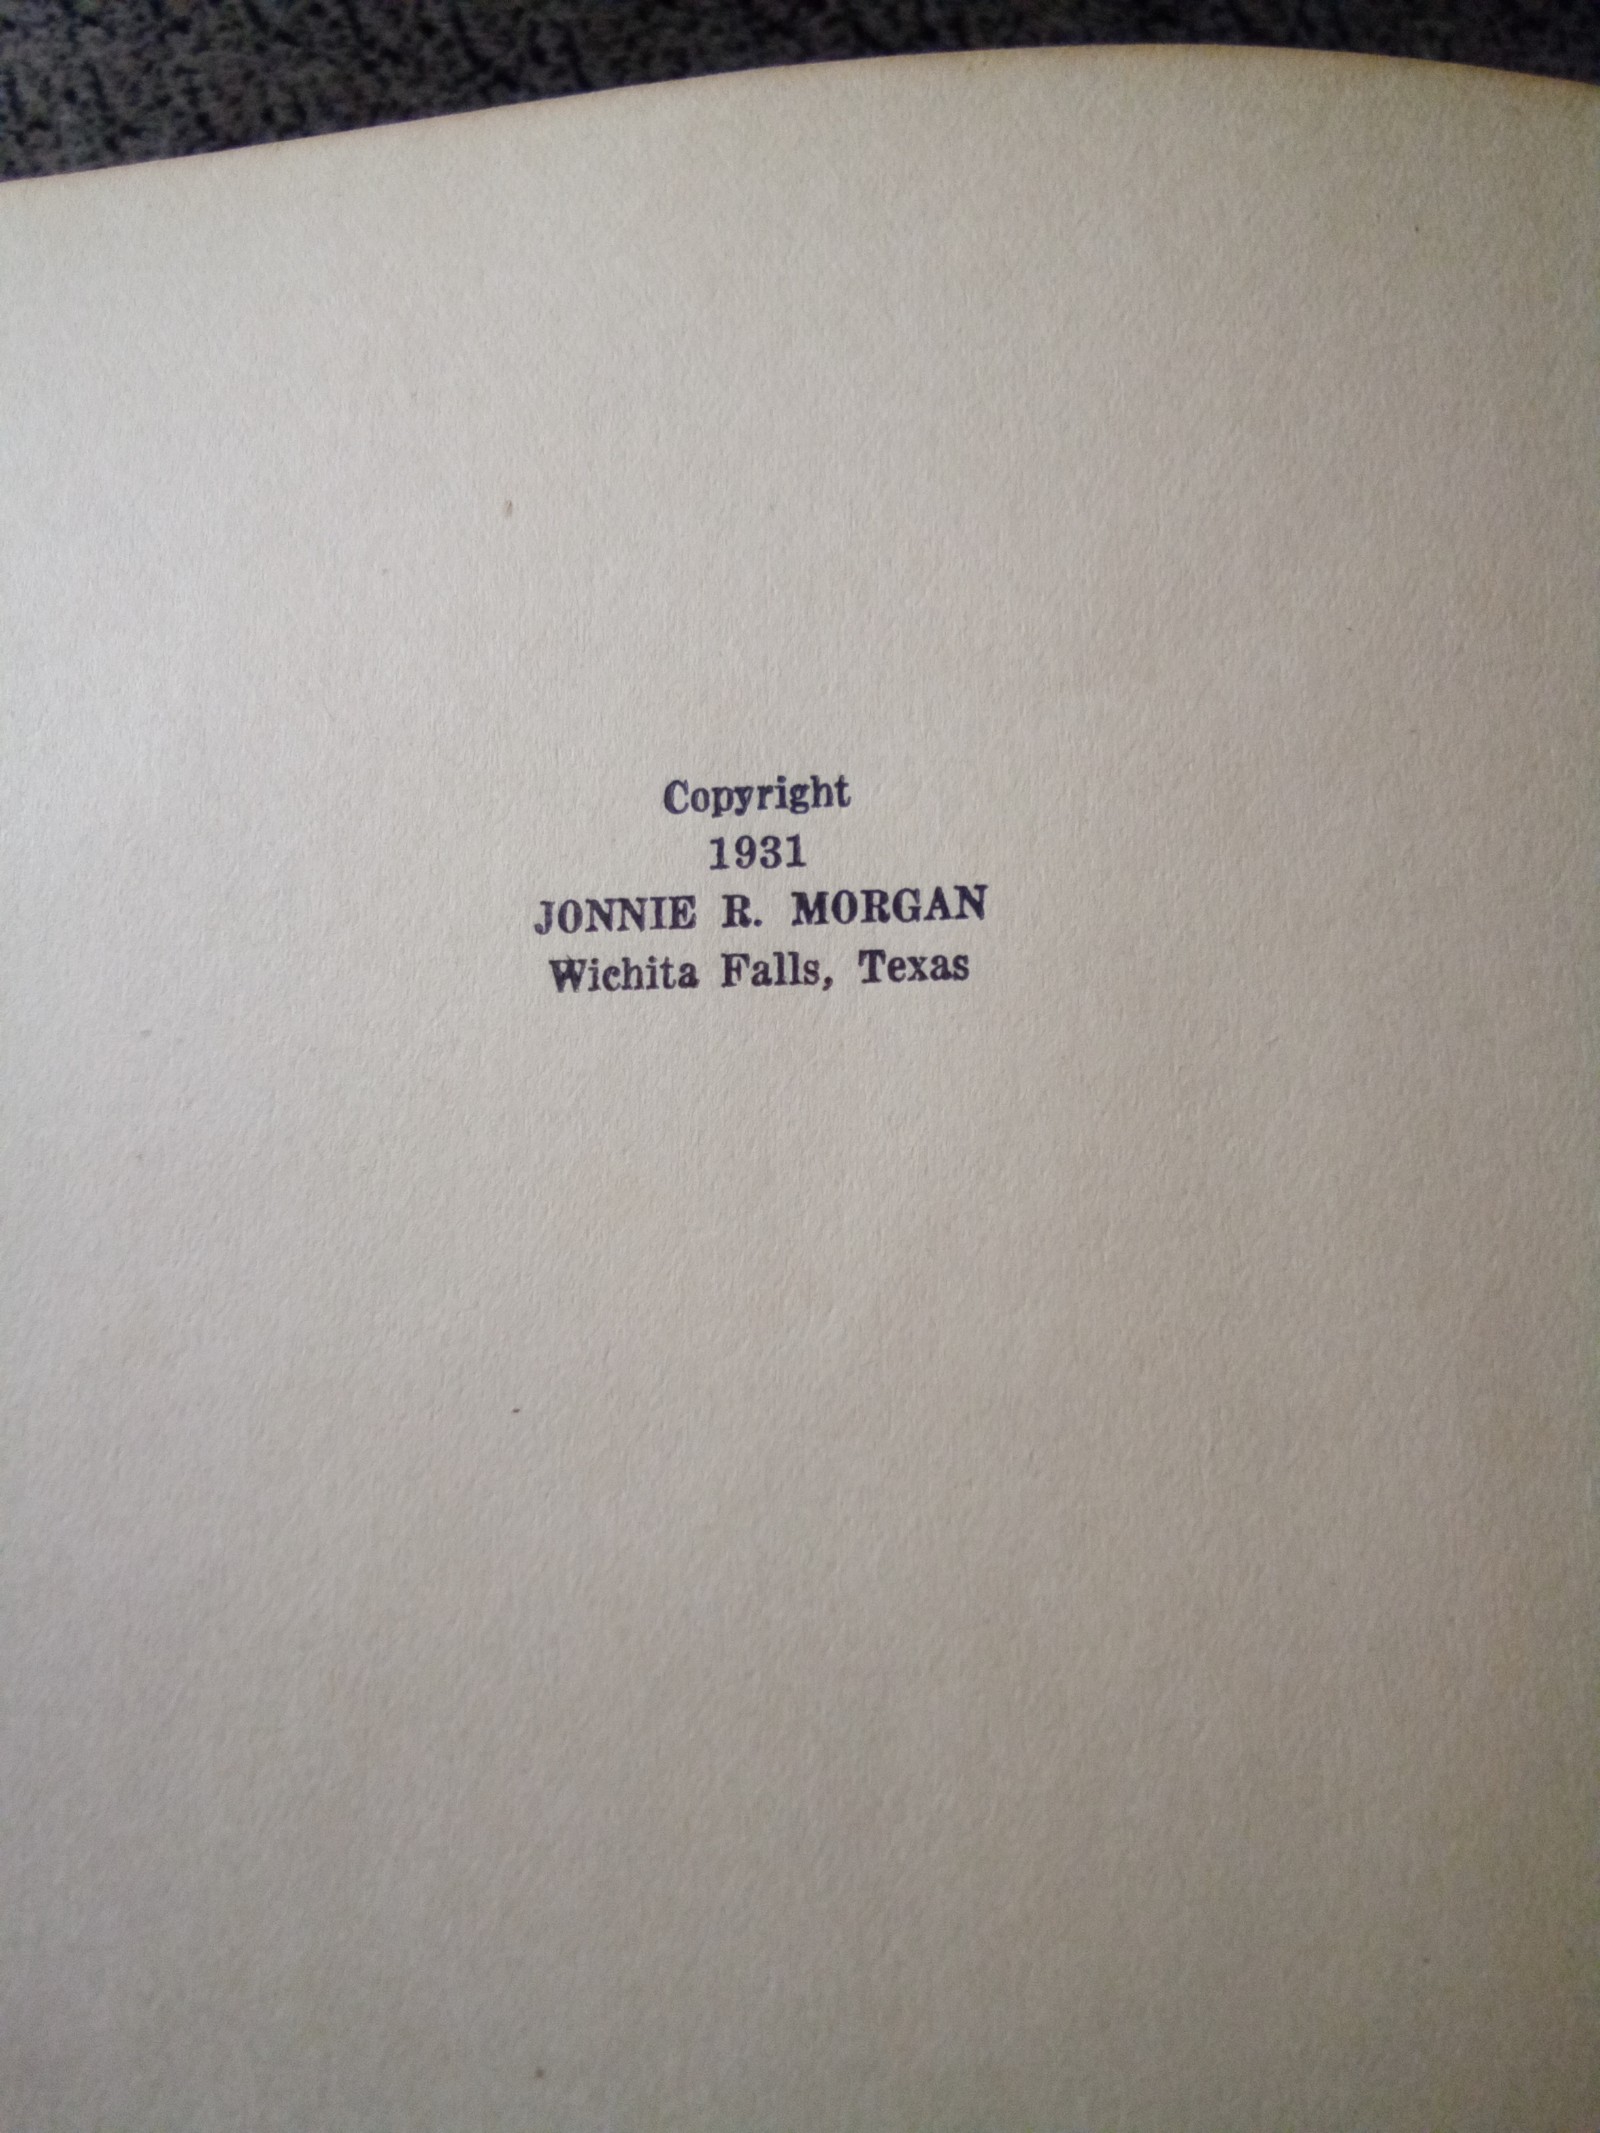 Copyright
1931
JONNIE R. MORGAN
Wichita Falls, Texas